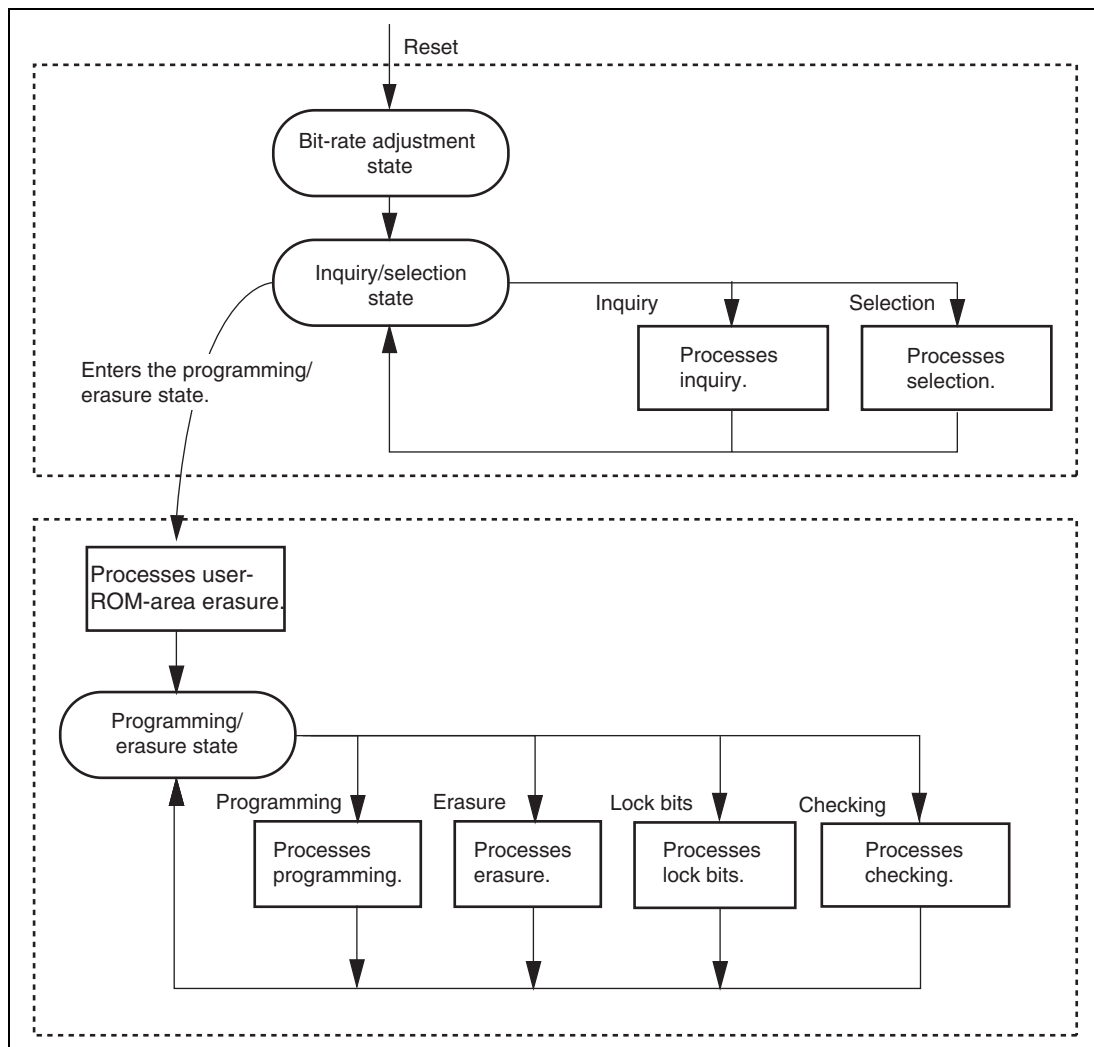 Reset
Bit-rate adjustment
state
Inquiry/selection
state
Inquiry
Selection
Processes
inquiry.
Processes
selection.
Enters the programming/
erasure state.
Processes user-
ROM-area erasure.
Programming/
erasure state
Programming
Erasure
Lock bits
Checking
Processes
programming.
Processes
erasure.
Processes
lock bits.
Processes
checking.